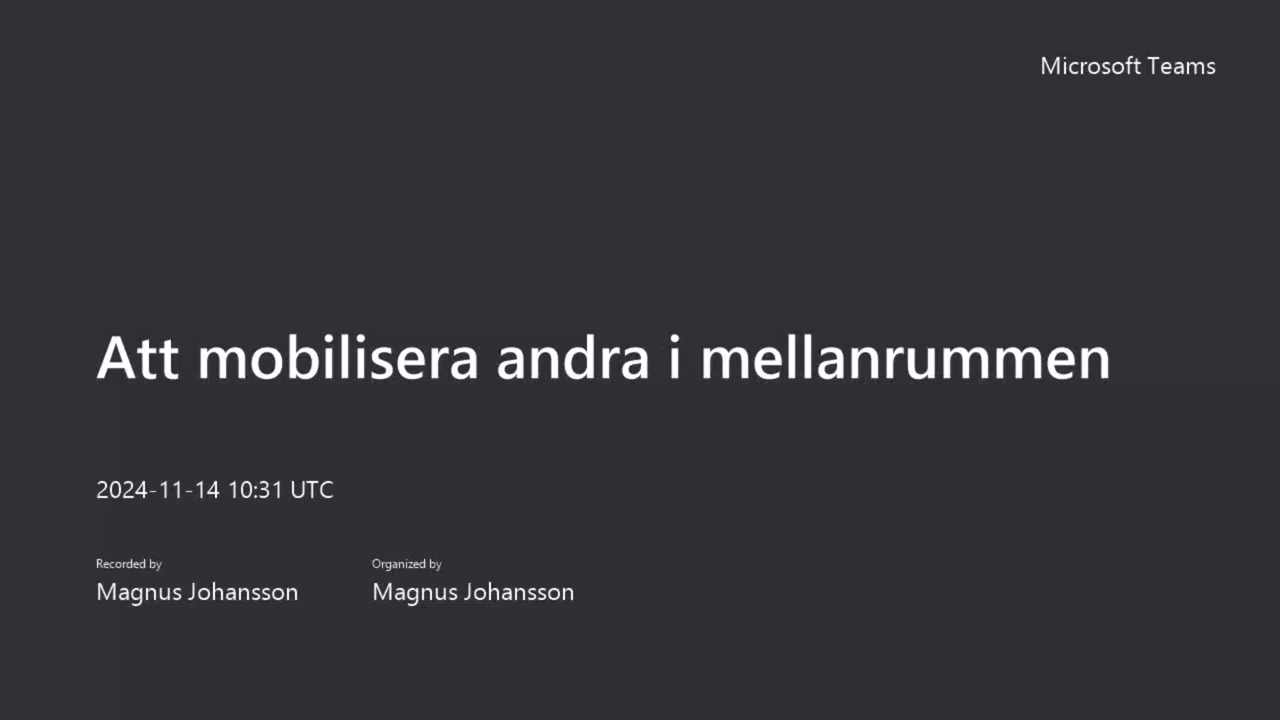 Microsoft Teams
Att mobilisera andra i mellanrummen
2024-11-14 10:31 UTC
Recorded by
Magnus Johansson
Organized by
Magnus Johansson